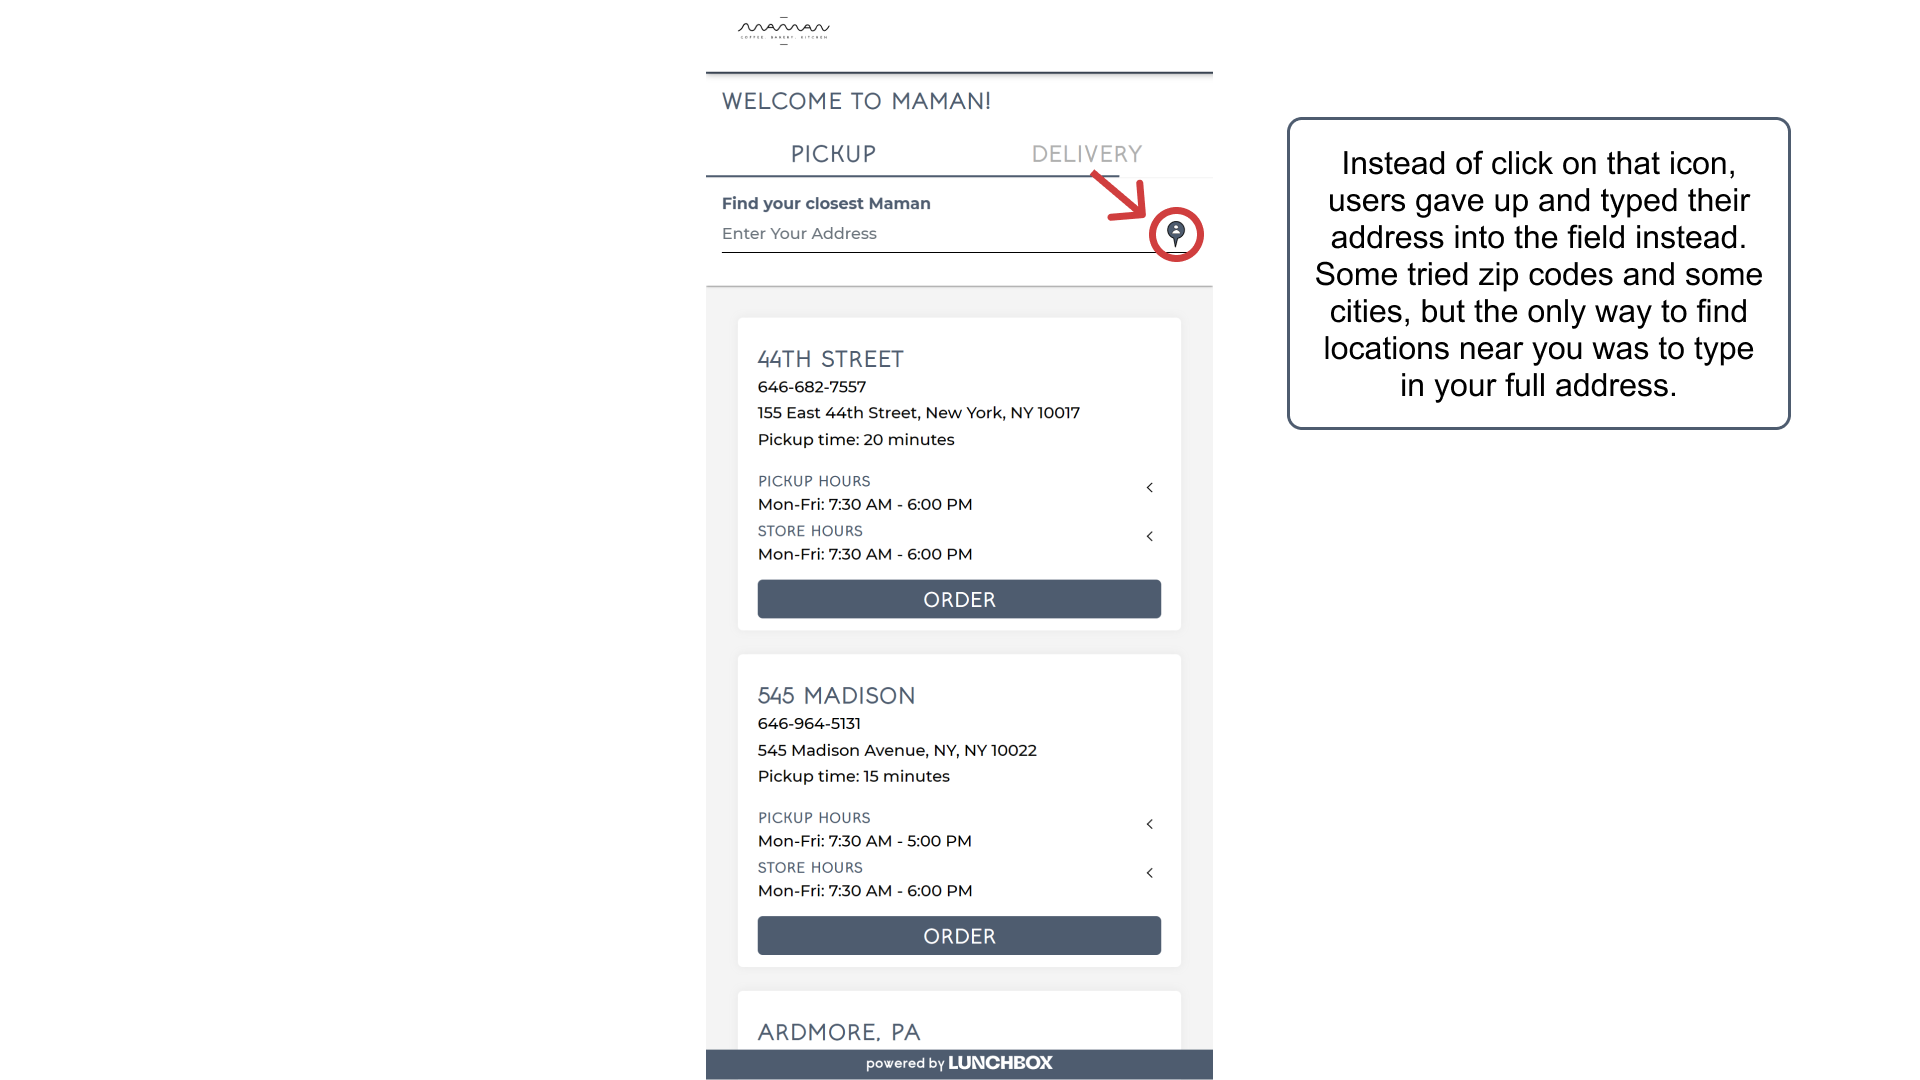 maman
COFFEE. BAKERY. KITCHEN
WELCOME TO MAMAN!
PICKUP
DELIVERY
Find your closest Maman
Enter Your Address
44TH STREET
646-682-7557
155 East 44th Street, New York, NY 10017
Pickup time: 20 minutes
PICKUP HOURS
Mon-Fri: 7:30 AM - 6:00 PM
STORE HOURS
Mon-Fri: 7:30 AM - 6:00 PM
ORDER
545 MADISON
646-964-5131
545 Madison Avenue, NY, NY 10022
Pickup time: 15 minutes
PICKUP HOURS
Mon-Fri: 7:30 AM - 5:00 PM
STORE HOURS
Mon-Fri: 7:30 AM - 6:00 PM
ORDER
ARDMORE, PA
powered by LUNCHBOX
Instead of click on that icon,
users gave up and typed their
address into the field instead.
Some tried zip codes and some
cities, but the only way to find
locations near you was to type
in your full address.